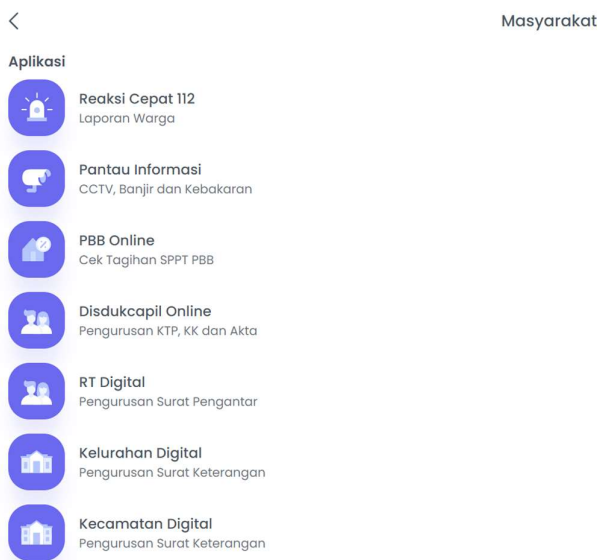 Masyarakat
Aplikasi
Reaksi Cepat 112
Laporan Warga
Pantau Informasi
CCTV, Banjir dan Kebakaran
PBB Online
Cek Tagihan SPPT PBB
Disdukcapil Online
Pengurusan KTP, KK dan Akta
RT Digital
Pengurusan Surat Pengantar
Kelurahan Digital
Pengurusan Surat Keterangan
Kecamatan Digital
Pengurusan Surat Keterangan